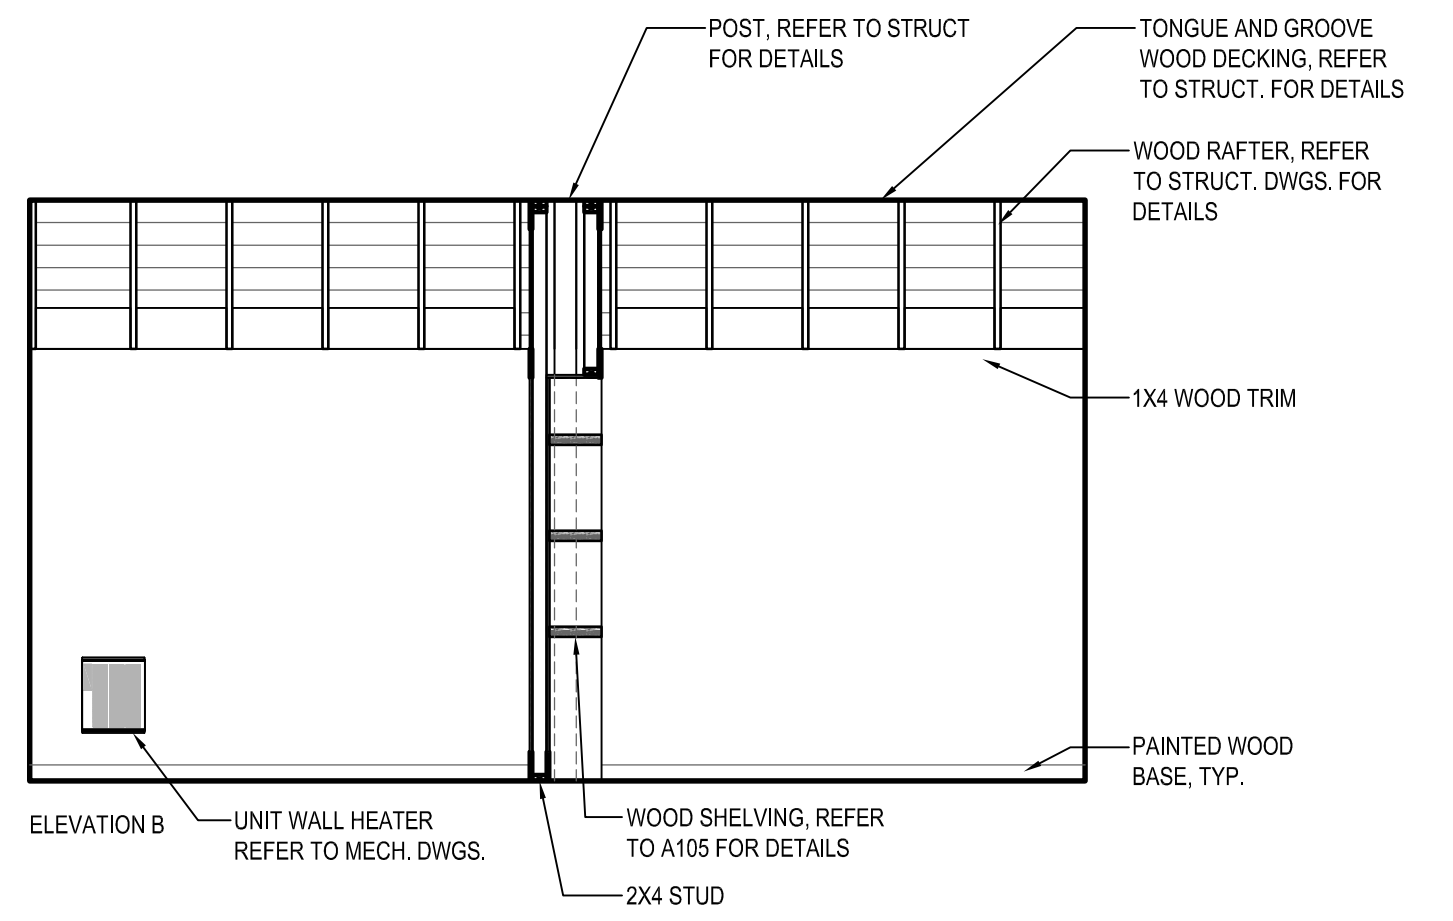 POST, REFER TO STRUCT
FOR DETAILS
TONGUE AND GROOVE
WOOD DECKING, REFER
TO STRUCT. FOR DETAILS
WOOD RAFTER, REFER
TO STRUCT. DWGS. FOR
DETAILS
1X4 WOOD TRIM
PAINTED WOOD
BASE, TYP.
ELEVATION B
UNIT WALL HEATER
REFER TO MECH. DWGS.
WOOD SHELVING, REFER
TO A105 FOR DETAILS
2X4 STUD